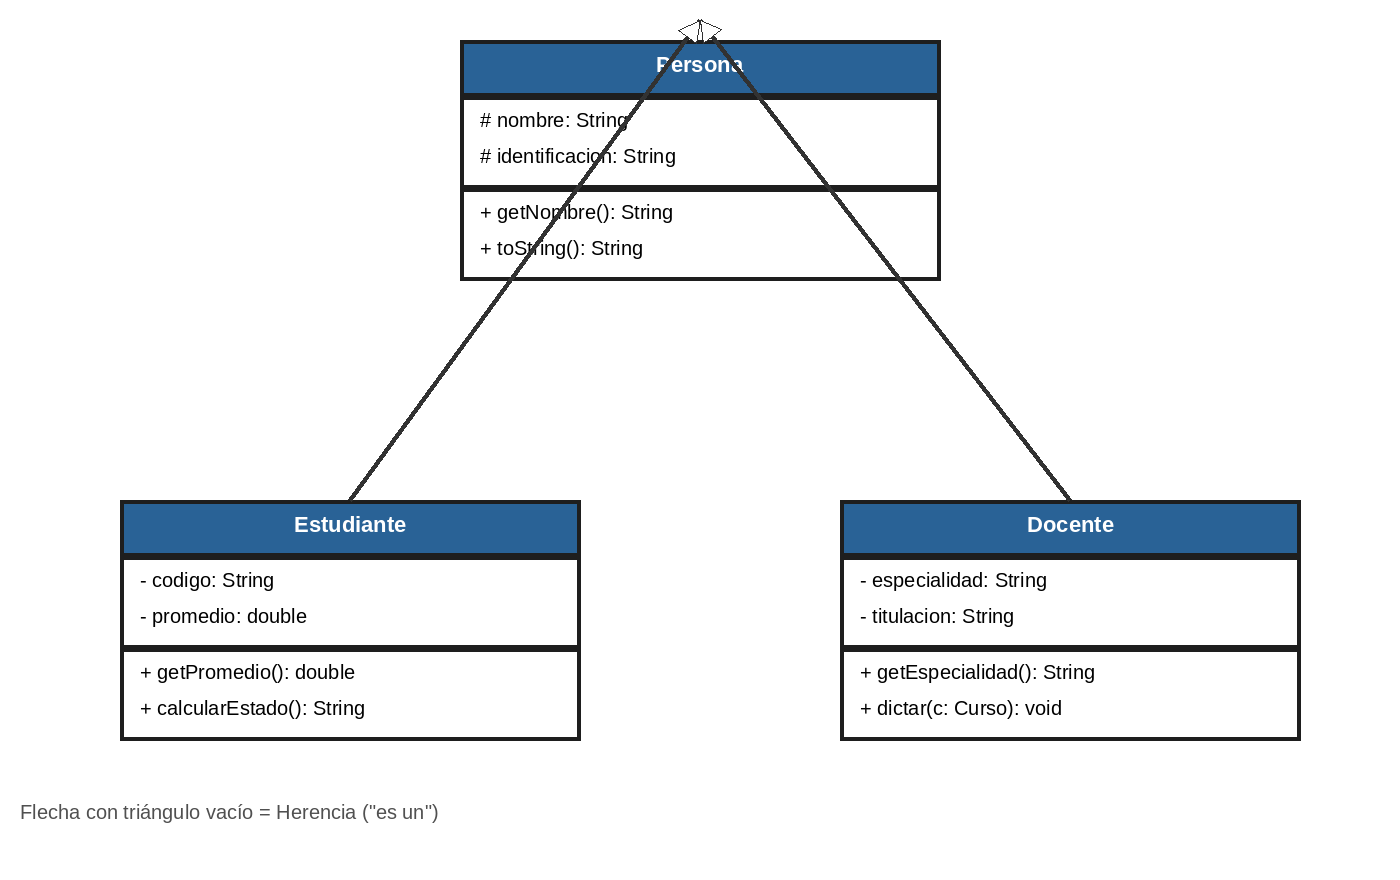 Persona
# nombre: String
# identificacion: String
+ getNombre(): String
+ toString(): String
Estudiante
- codigo: String
- promedio: double
+ getPromedio(): double
+ calcularEstado(): String
Docente
- especialidad: String
- titulacion: String
+ getEspecialidad(): String
+ dictar(c: Curso): void
Flecha con triángulo vacío = Herencia ("es un")